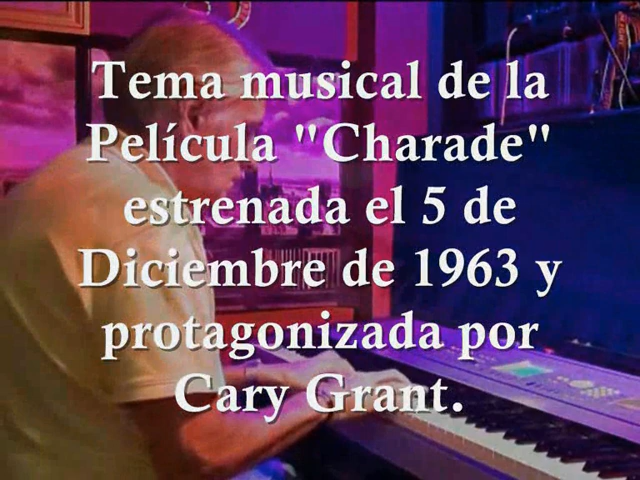 Tema musical de la
Película "Charade"
estrenada el 5 de
Diciembre de 1963 y
protagonizada por
Cary Grant.